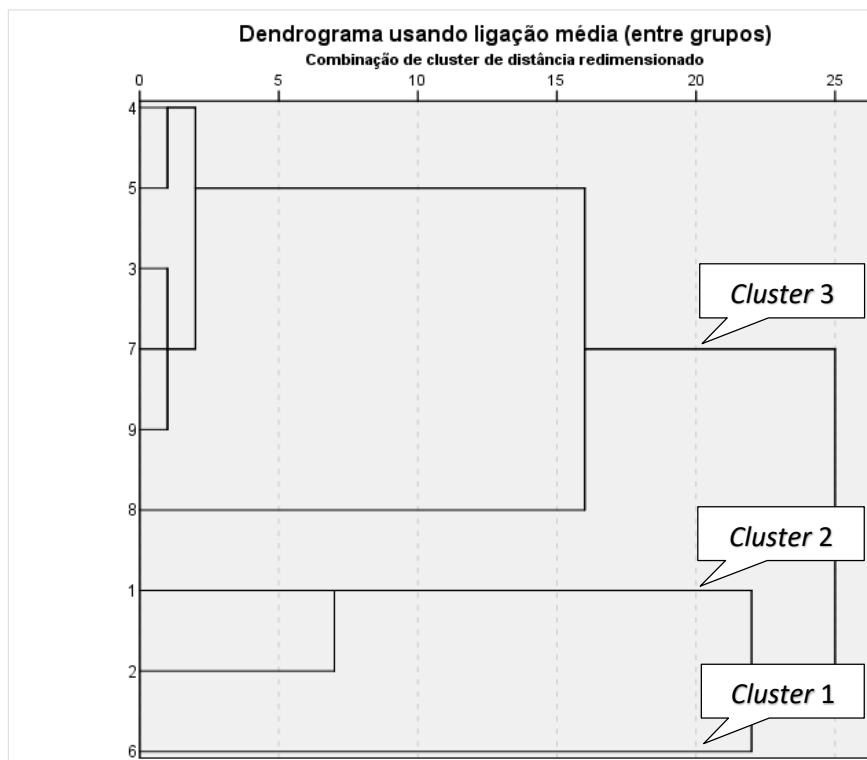 Dendrograma usando ligação média (entre grupos)
Combinação de cluster de distância redimensionado
0 5 10 15 20 25
4
5
3
Cluster 3
7
9
8
Cluster 2
1
2
Cluster 1
6